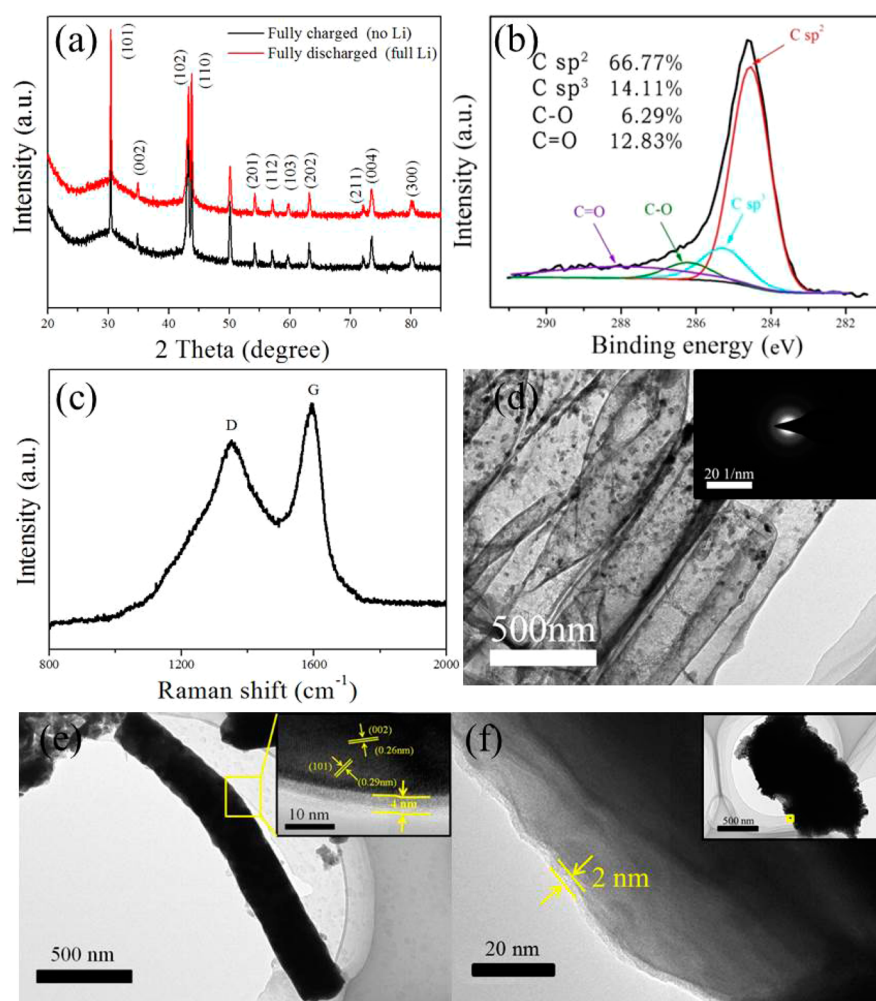 (a)
Fully charged (no Li)
Fully discharged (full Li)
(101)
(002)
(102)
(110)
(201)
(112)
(103)
(202)
(211)
(004)
(300)
Intensity (a.u.)
20 30 40 50 60 70 80
2 Theta (degree)
(b)
C sp² 66.77%
C sp³ 14.11%
C-O 6.29%
C=O 12.83%
C sp²
C=O
C-O
C sp³
Intensity (a.u.)
290 288 286 284 282
Binding energy (eV)
(c)
D
G
Intensity (a.u.)
800 1200 1600 2000
Raman shift (cm⁻¹)
(d)
20 1/nm
500nm
(e)
(002)
(0.26nm)
(101)
(0.29nm)
4 nm
10 nm
500 nm
(f)
500 nm
2 nm
20 nm